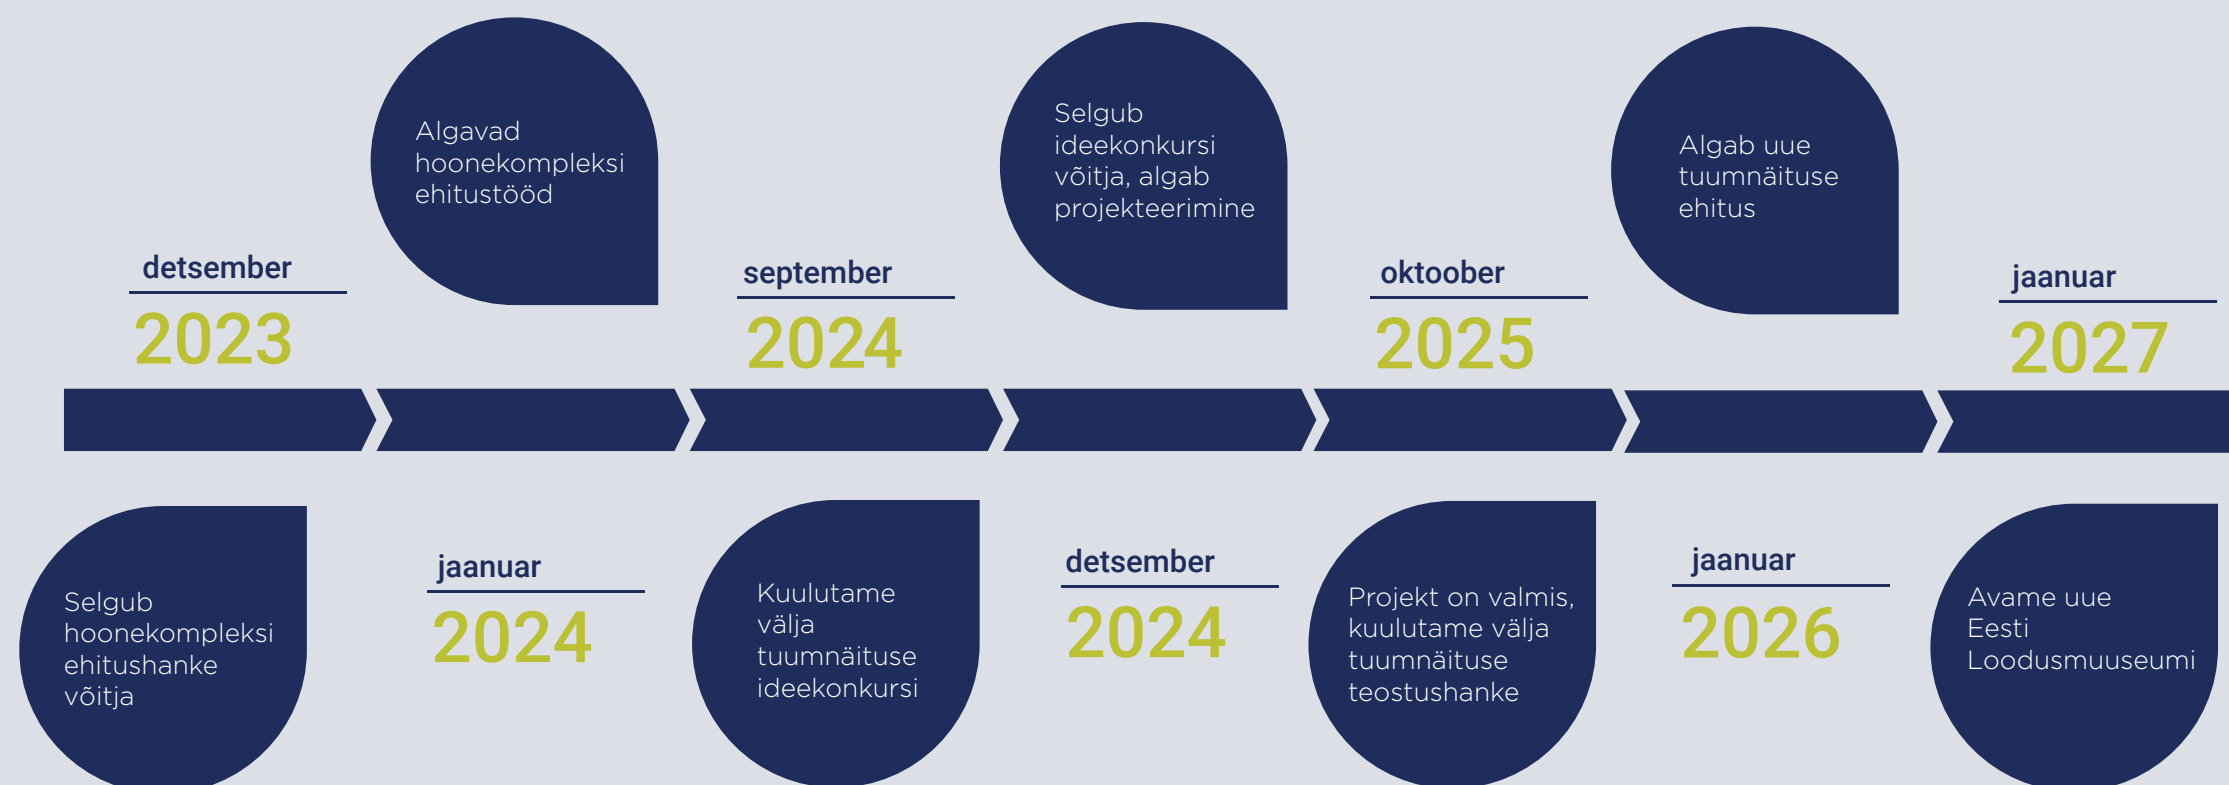 detsember
2023
Selgub
hoonekompleksi
ehitushanke
võitja
Algavad
hoonekompleksi
ehitustööd
jaanuar
2024
september
2024
Kuulutame
välja
tuumnäituse
ideekonkursi
Selgub
ideekonkursi
võitja, algab
projekteerimine
detsember
2024
oktoober
2025
Projekt on valmis,
kuulutame välja
tuumnäituse
teostushanke
Algab uue
tuumnäituse
ehitus
jaanuar
2026
jaanuar
2027
Avame uue
Eesti
Loodusmuuseumi